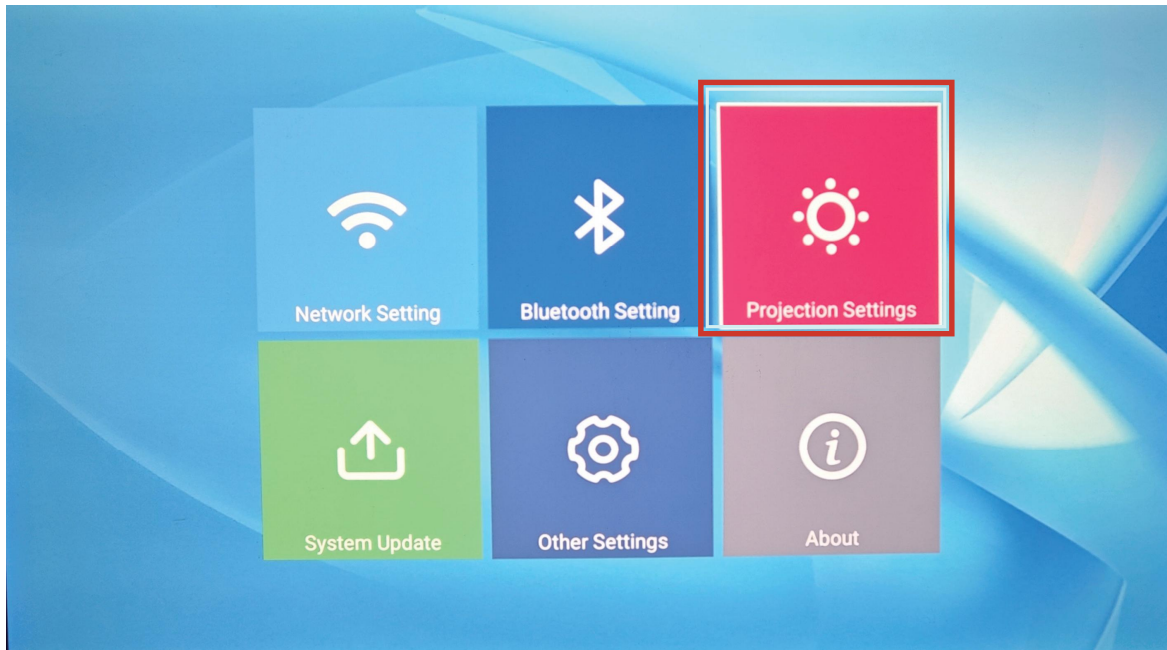 Network Setting
Bluetooth Setting
Projection Settings
System Update
Other Settings
About